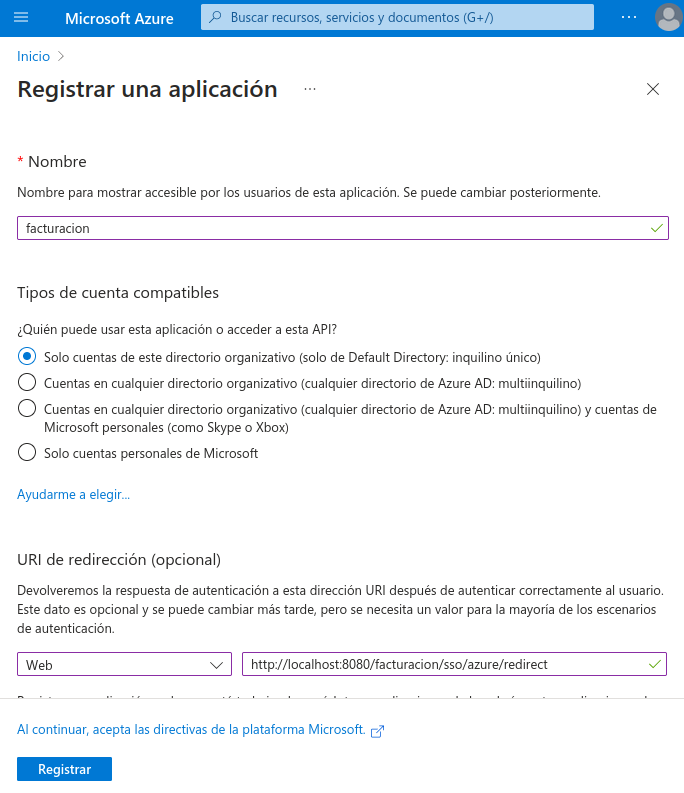 Microsoft Azure
Buscar recursos, servicios y documentos (G+/)
Inicio
Registrar una aplicación
* Nombre
Nombre para mostrar accesible por los usuarios de esta aplicación. Se puede cambiar posteriormente.
facturacion
Tipos de cuenta compatibles
¿Quién puede usar esta aplicación o acceder a esta API?
Solo cuentas de este directorio organizativo (solo de Default Directory: inquilino único)
Cuentas en cualquier directorio organizativo (cualquier directorio de Azure AD: multiinquilino)
Cuentas en cualquier directorio organizativo (cualquier directorio de Azure AD: multiinquilino) y cuentas de
Microsoft personales (como Skype o Xbox)
Solo cuentas personales de Microsoft
Ayudarme a elegir...
URI de redirección (opcional)
Devolveremos la respuesta de autenticación a esta dirección URI después de autenticar correctamente al usuario.
Este dato es opcional y se puede cambiar más tarde, pero se necesita un valor para la mayoría de los escenarios
de autenticación.
Web
http://localhost:8080/facturacion/sso/azure/redirect
Al continuar, acepta las directivas de la plataforma Microsoft.
Registrar